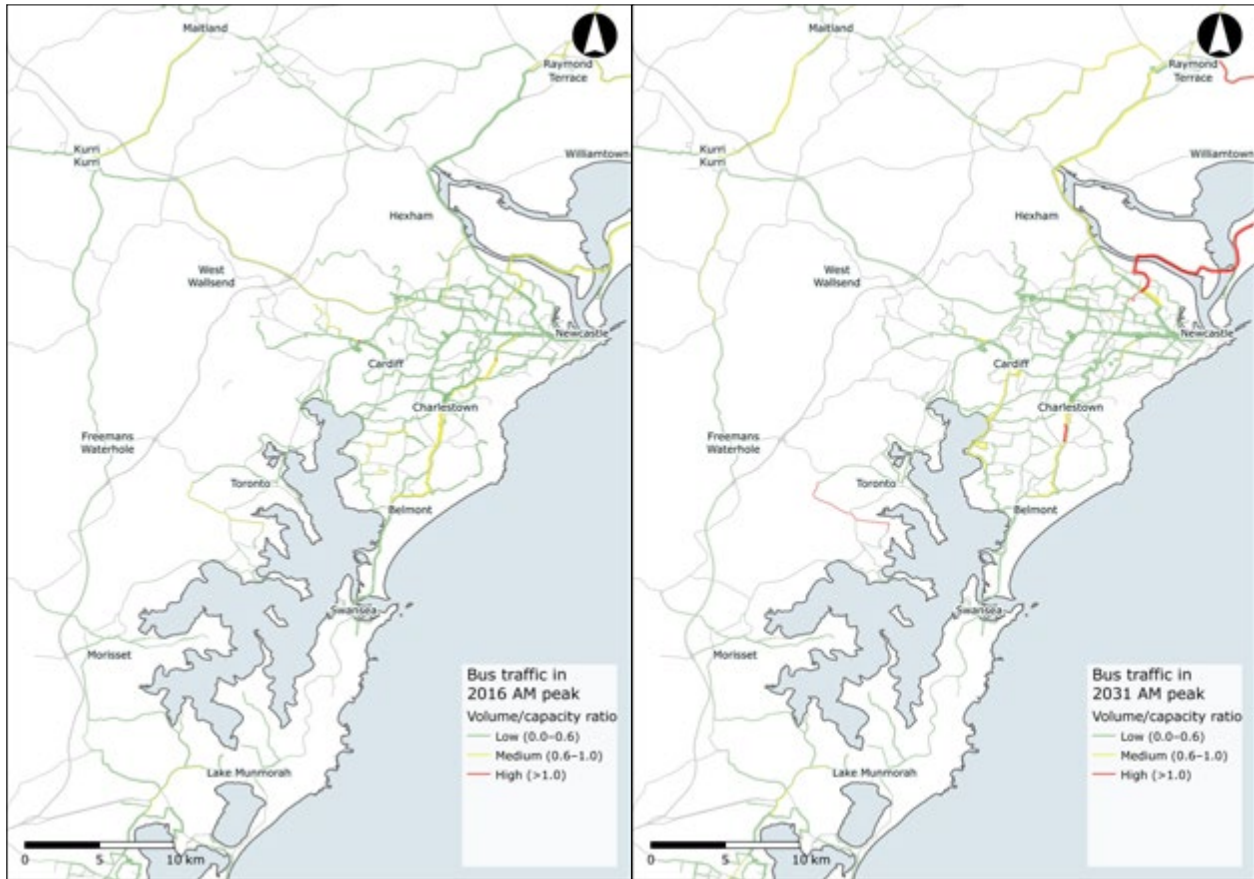 Maitland
Raymond
Terrace
Kurri
Kurri
Williamtown
Hexham
West
Wallsend
Newcastle
Cardiff
Charlestown
Freemans
Waterhole
Toronto
Belmont
Swansea
Morisset
Lake Munmorah
Bus traffic in
2016 AM peak
Volume/capacity ratio
Low (0.0–0.6)
Medium (0.6–1.0)
High (>1.0)
0 5 10 km
Maitland
Raymond
Terrace
Kurri
Kurri
Williamtown
Hexham
West
Wallsend
Newcastle
Cardiff
Charlestown
Freemans
Waterhole
Toronto
Belmont
Swansea
Morisset
Lake Munmorah
Bus traffic in
2031 AM peak
Volume/capacity ratio
Low (0.0–0.6)
Medium (0.6–1.0)
High (>1.0)
0 5 10 km